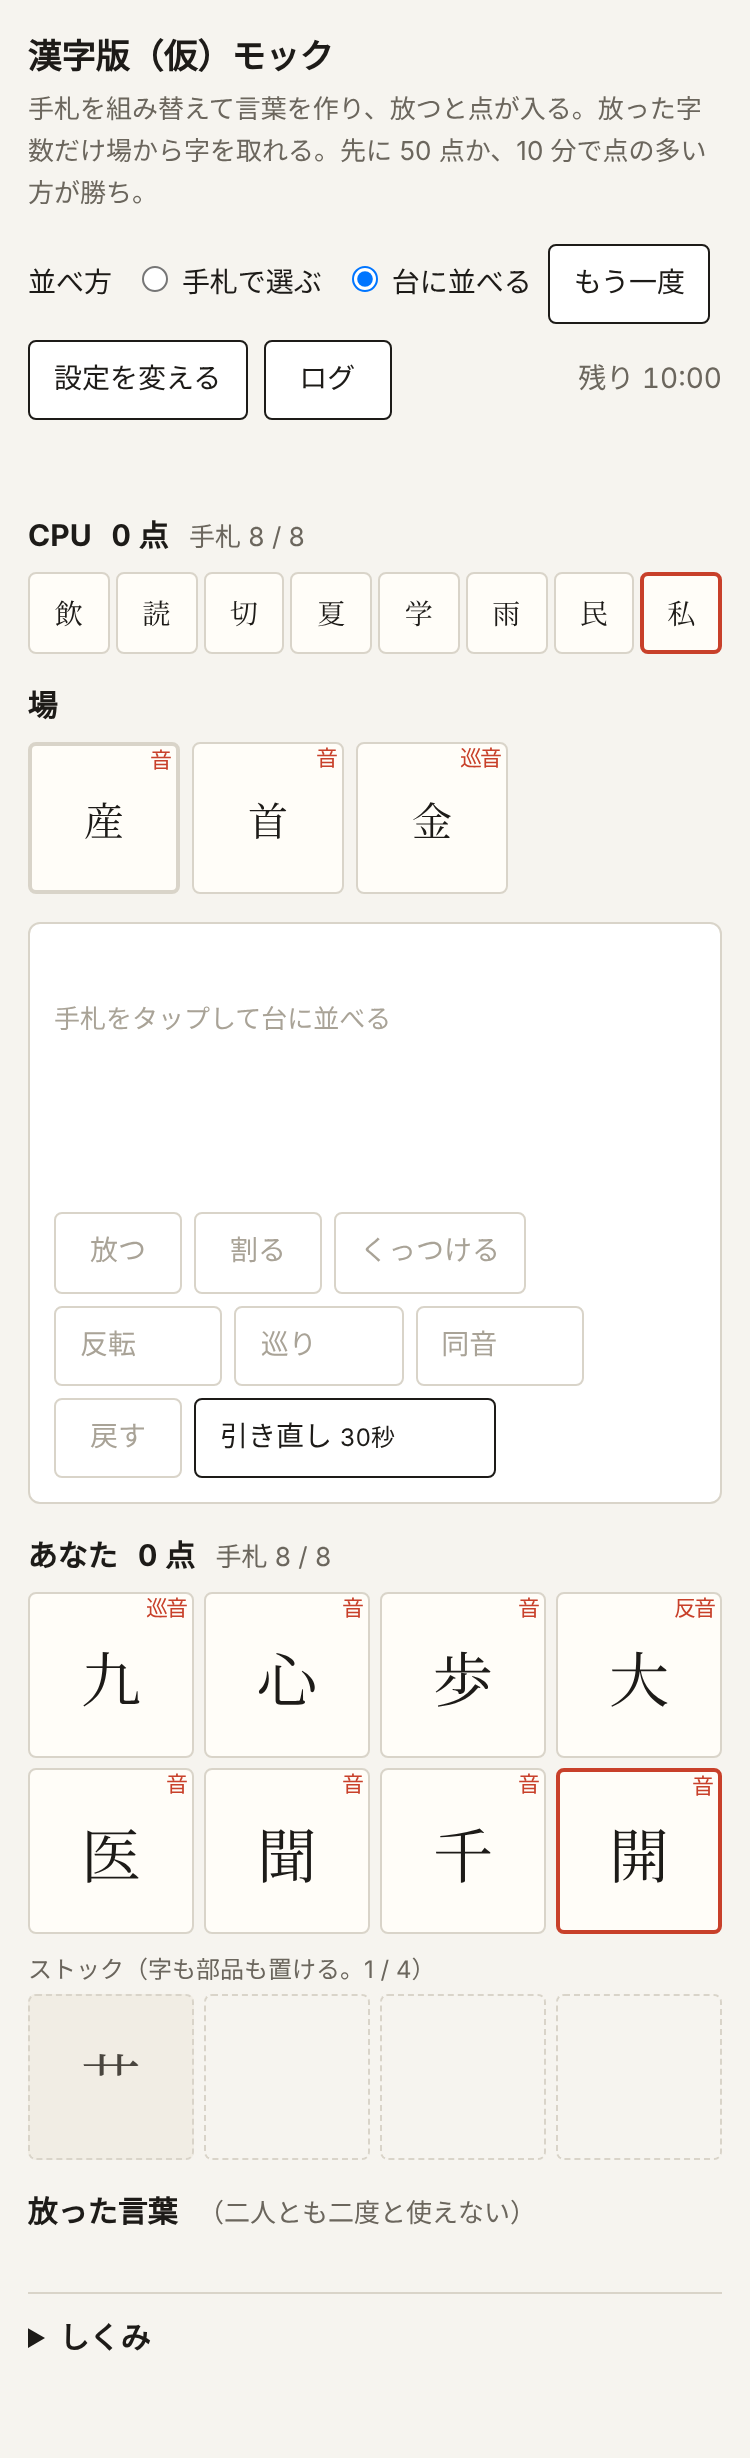 漢字版（仮）モック
手札を組み替えて言葉を作り、放つと点が入る。放った字
数だけ場から字を取れる。先に 50 点か、10 分で点の多い
方が勝ち。
並べ方 手札で選ぶ 台に並べる もう一度
設定を変える ログ 残り 10:00
CPU 0 点 手札 8 / 8
飲 読 切 夏 学 雨 民 私
場
音 音 巡音
産 首 金
手札をタップして台に並べる
放つ 割る くっつける
反転 巡り 同音
戻す 引き直し 30秒
あなた 0 点 手札 8 / 8
巡音 音 音 反音
九 心 歩 大
音 音 音 音
医 聞 千 開
ストック（字も部品も置ける。1 / 4）
艹
放った言葉 （二人とも二度と使えない）
▶ しくみ